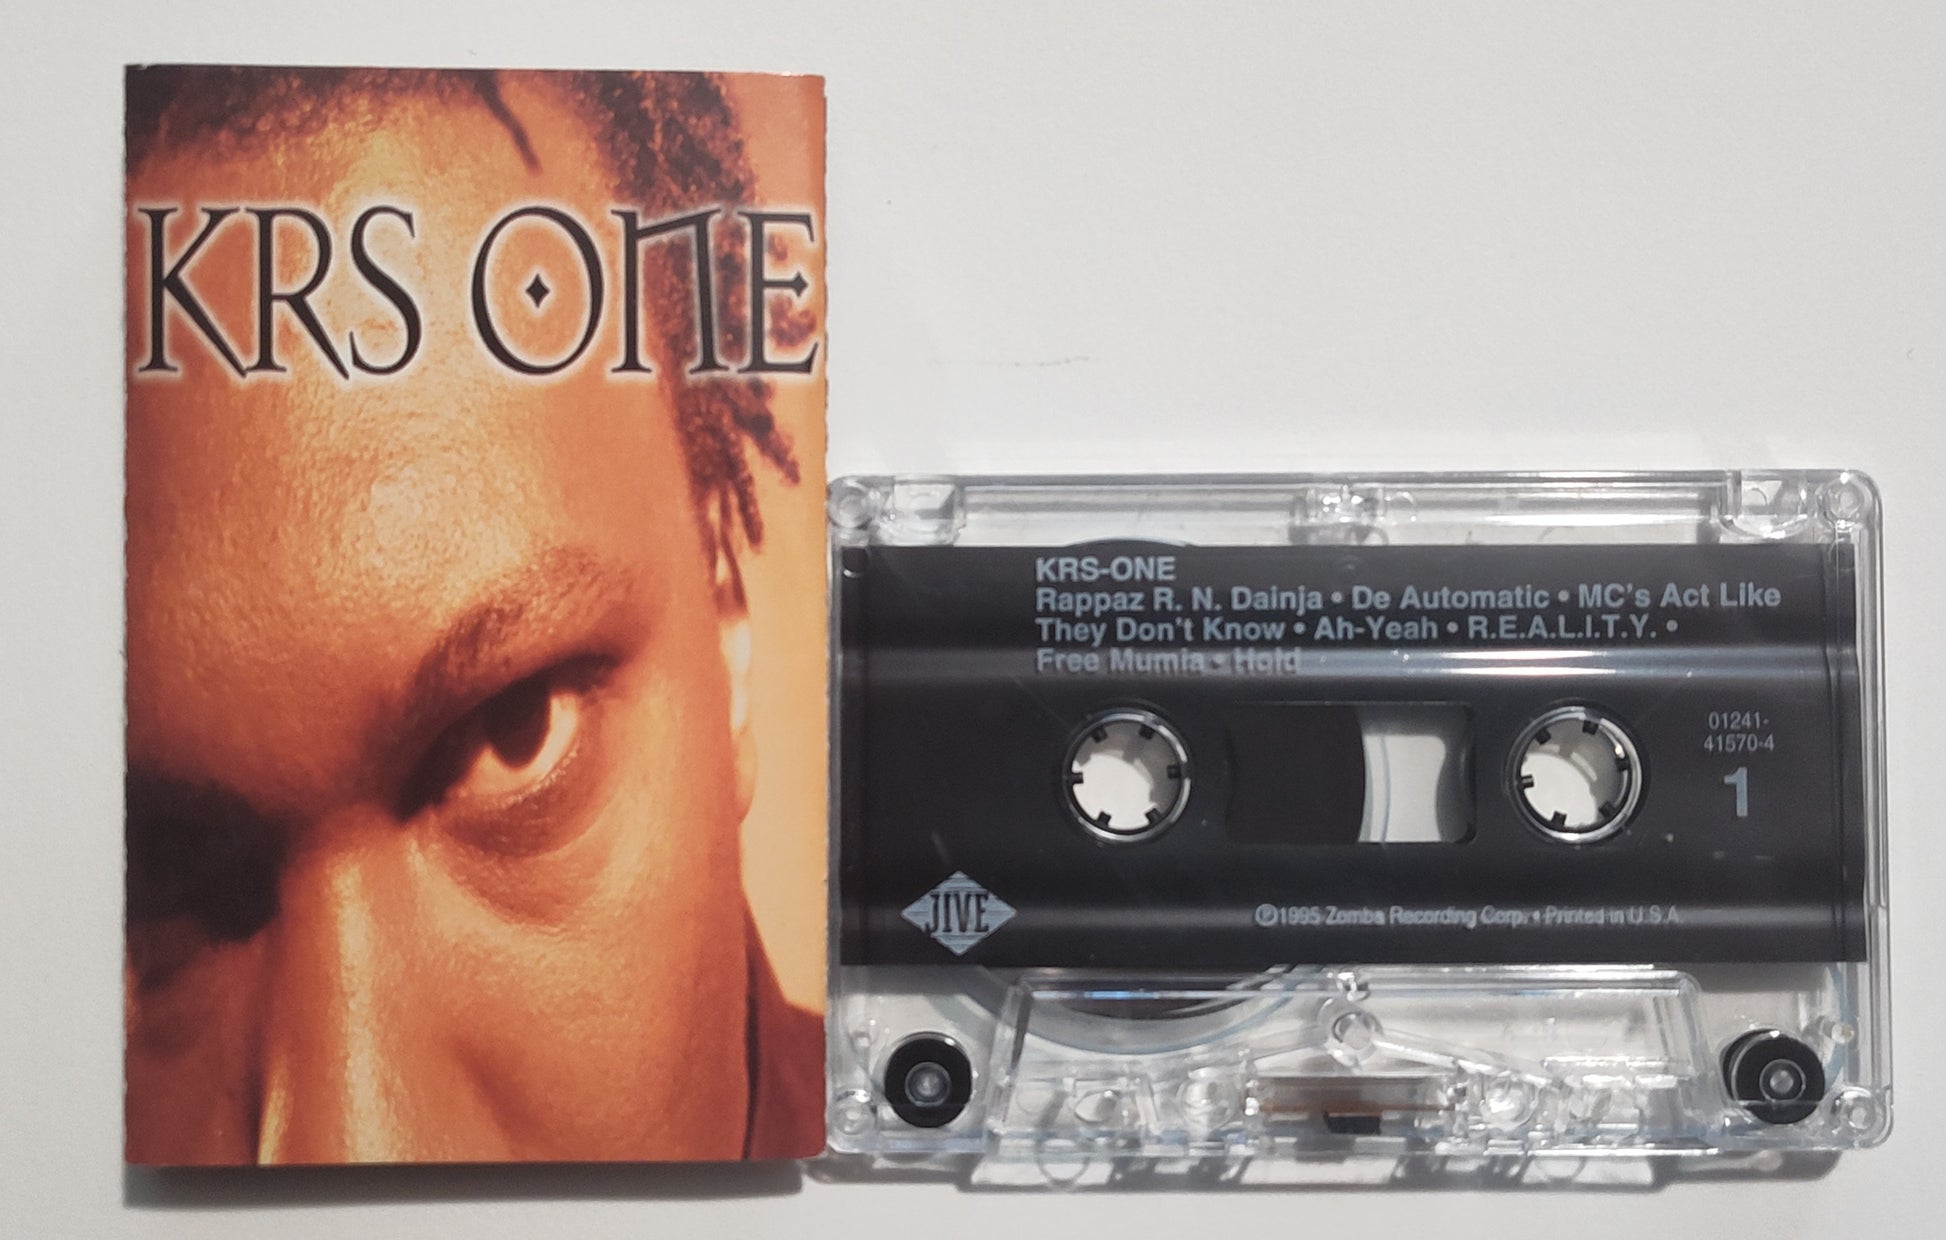 KRS ONE
KRS-ONE
Rappaz R. N. Dainja • De Automatic • MC's Act Like
They Don't Know • Ah-Yeah • R.E.A.L.I.T.Y. •
Free Mumia • Hold
01241-
41570-4
1
JIVE
℗1995 Zomba Recording Corp. • Printed in U.S.A.